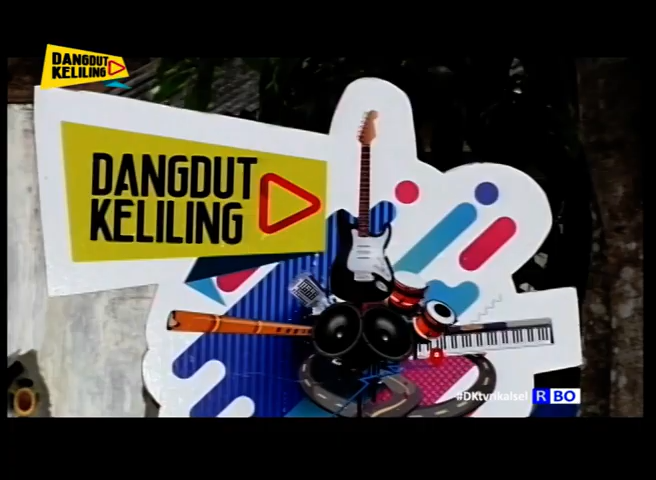 DANGDUT
KELILING
DANGDUT
KELILING
#DKtvrikalsel
R BO